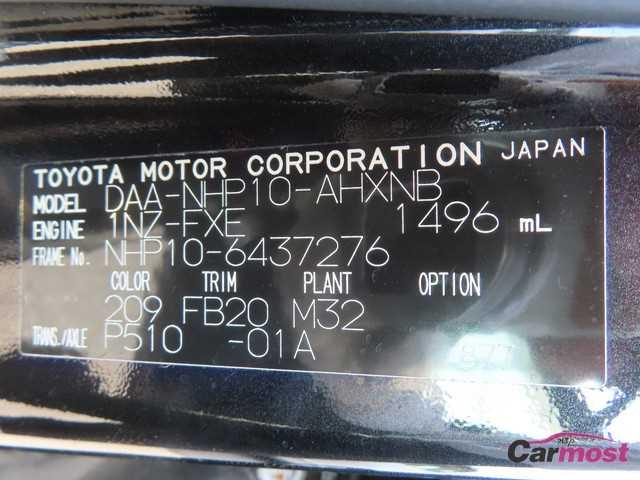 TOYOTA MOTOR CORPORATION JAPAN
MODEL DAA-NHP10-AHXNB
ENGINE 1NZ-FXE 1496 mL
FRAME No. NHP10-6437276
COLOR TRIM PLANT OPTION
209 FB20 M32
TRANS./AXLE P510 -01A
877
Carmost